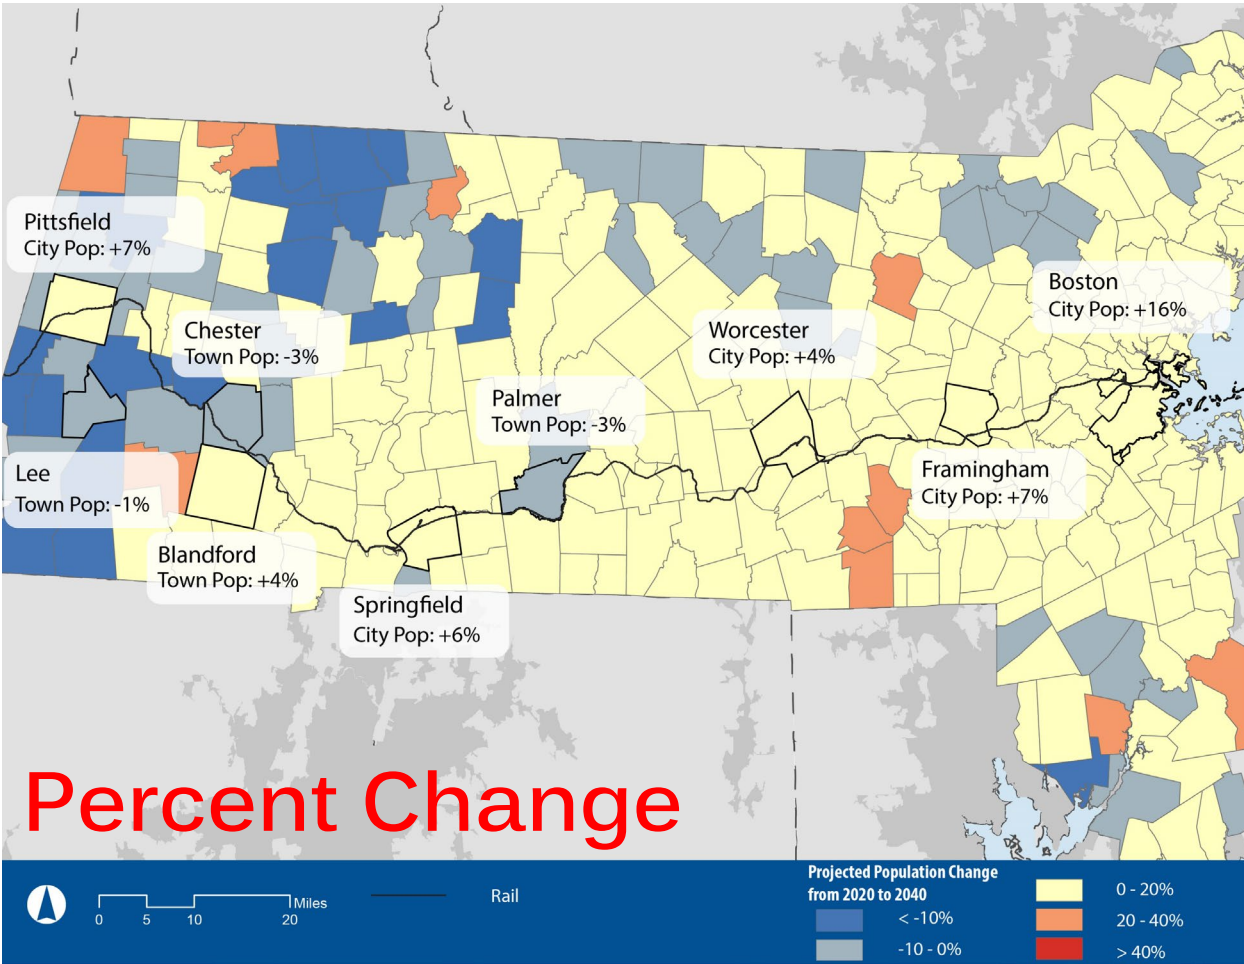 Pittsfield
City Pop: +7%
Chester
Town Pop: -3%
Palmer
Town Pop: -3%
Worcester
City Pop: +4%
Boston
City Pop: +16%
Lee
Town Pop: -1%
Blandford
Town Pop: +4%
Springfield
City Pop: +6%
Framingham
City Pop: +7%
Percent Change
Miles
0 5 10 20
Rail
Projected Population Change
from 2020 to 2040
< -10%
-10 - 0%
0 - 20%
20 - 40%
> 40%